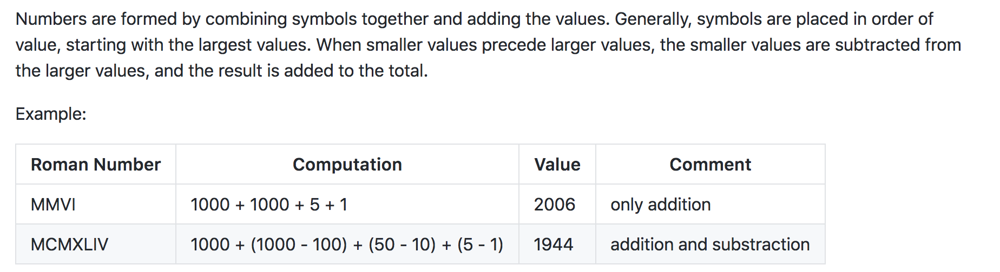 Numbers are formed by combining symbols together and adding the values. Generally, symbols are placed in order of
value, starting with the largest values. When smaller values precede larger values, the smaller values are subtracted from
the larger values, and the result is added to the total.
Example:
Roman Number Computation Value Comment
MMVI 1000 + 1000 + 5 + 1 2006 only addition
MCMXLIV 1000 + (1000 - 100) + (50 - 10) + (5 - 1) 1944 addition and substraction